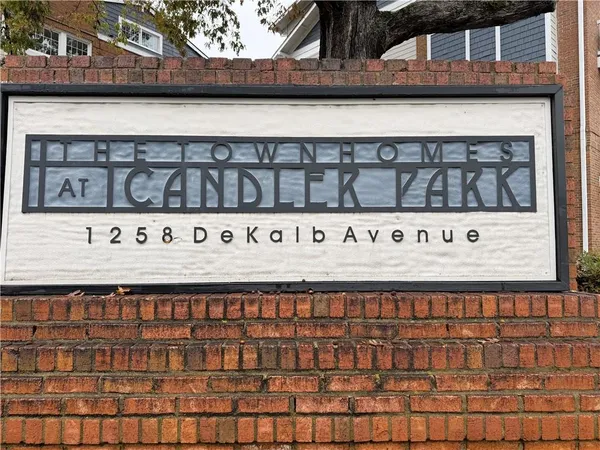 THE TOWNHOMES
AT CANDLER PARK
1258 DeKalb Avenue